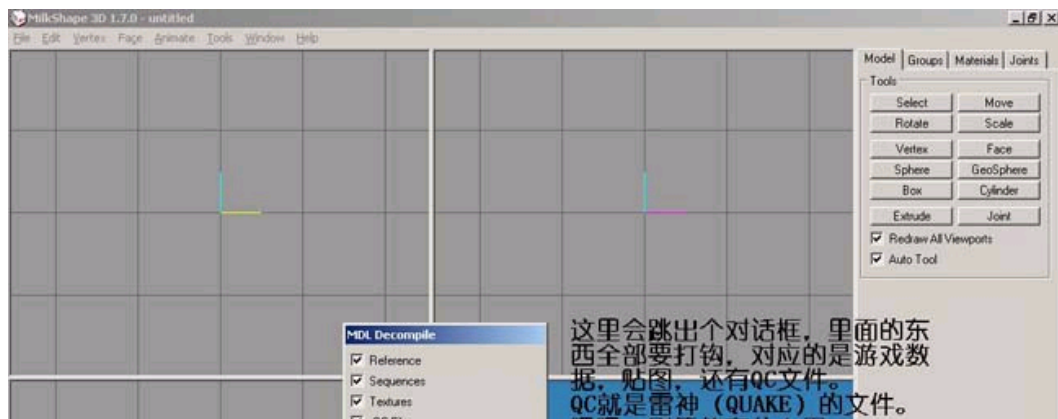 MilkShape 3D 1.7.0 - untitled
File Edit Vertex Face Animate Tools Window Help
Model Groups Materials Joints
Tools
Select Move
Rotate Scale
Vertex Face
Sphere GeoSphere
Box Cylinder
Extrude Joint
Redraw All Viewports
Auto Tool
MDL Decompile
Reference
Sequences
Textures
这里会跳出个对话框，里面的东
西全部要打钩，对应的是游戏数
据，贴图，还有QC文件。
QC就是雷神（QUAKE）的文件。